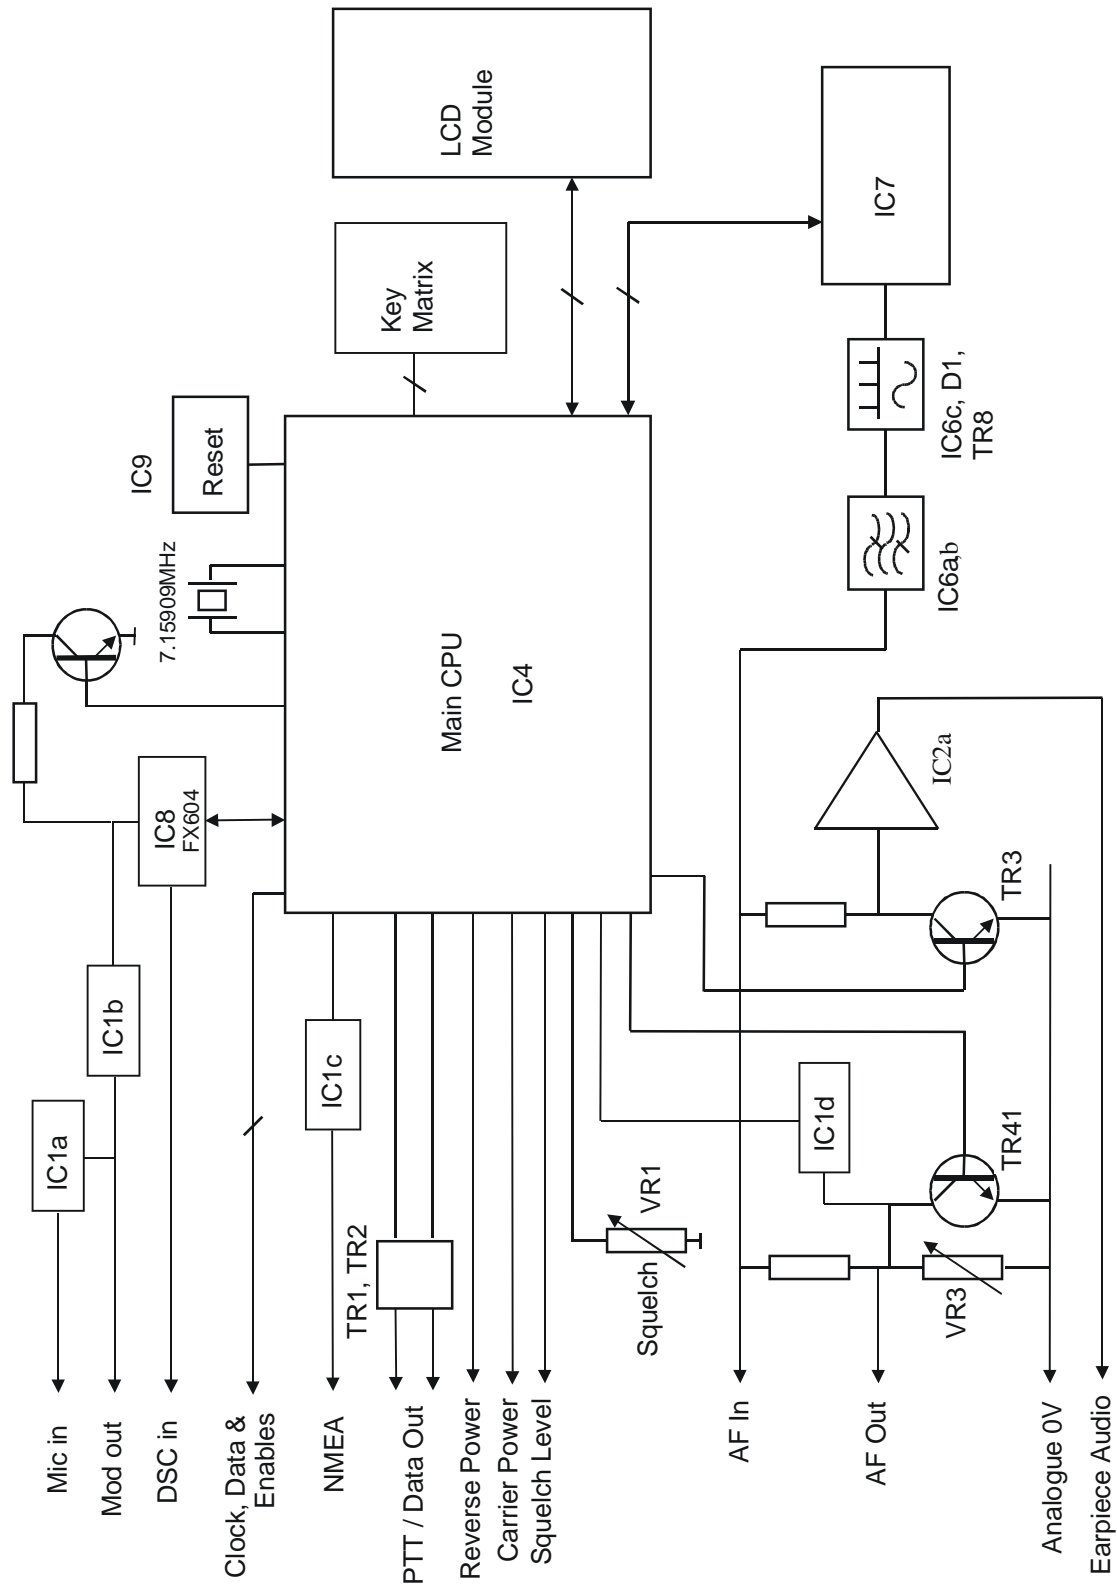 Mic in
Mod out
DSC in
Clock, Data &
Enables
NMEA
PTT / Data Out
Reverse Power
Carrier Power
Squelch Level
AF In
AF Out
Analogue 0V
Earpiece Audio
IC1a
IC1b
IC1c
TR1, TR2
Squelch
VR1
IC1d
VR3
TR41
TR3
IC2a
IC8
FX604
Main CPU
IC4
7.15909MHz
IC9
Reset
Key
Matrix
LCD
Module
IC6a,b
IC6c, D1,
TR8
IC7